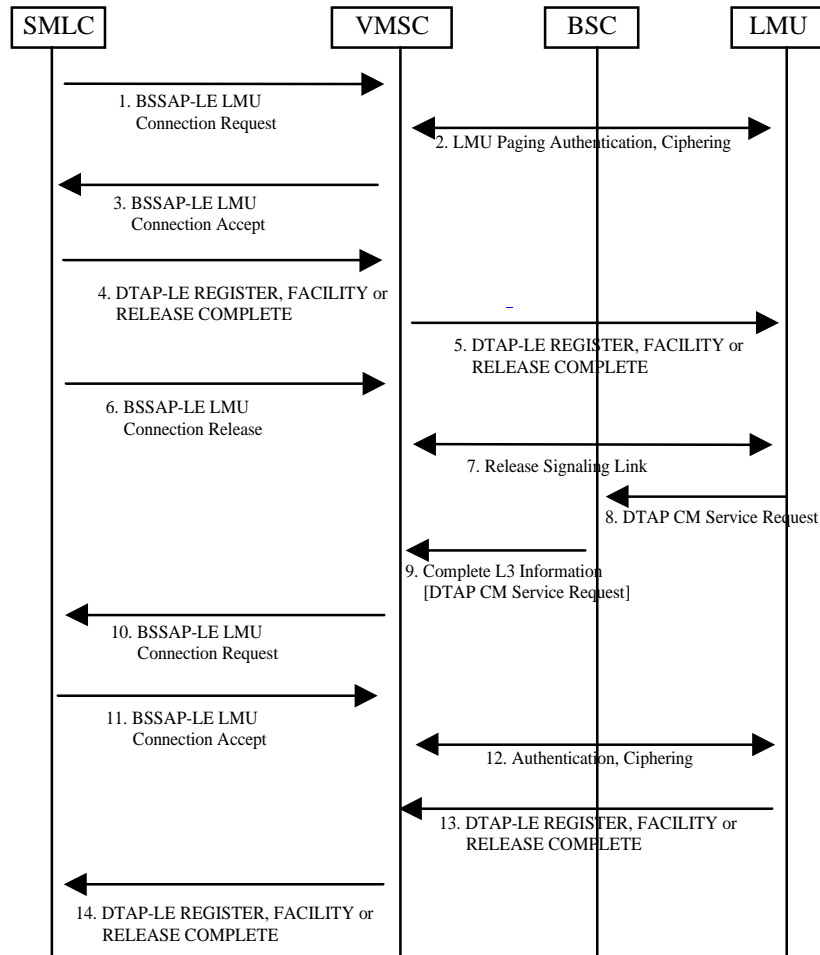 SMLC
VMSC
BSC
LMU
1. BSSAP-LE LMU
Connection Request
2. LMU Paging Authentication, Ciphering
3. BSSAP-LE LMU
Connection Accept
4. DTAP-LE REGISTER, FACILITY or
RELEASE COMPLETE
5. DTAP-LE REGISTER, FACILITY or
RELEASE COMPLETE
6. BSSAP-LE LMU
Connection Release
7. Release Signaling Link
8. DTAP CM Service Request
9. Complete L3 Information
[DTAP CM Service Request]
10. BSSAP-LE LMU
Connection Request
11. BSSAP-LE LMU
Connection Accept
12. Authentication, Ciphering
13. DTAP-LE REGISTER, FACILITY or
RELEASE COMPLETE
14. DTAP-LE REGISTER, FACILITY or
RELEASE COMPLETE